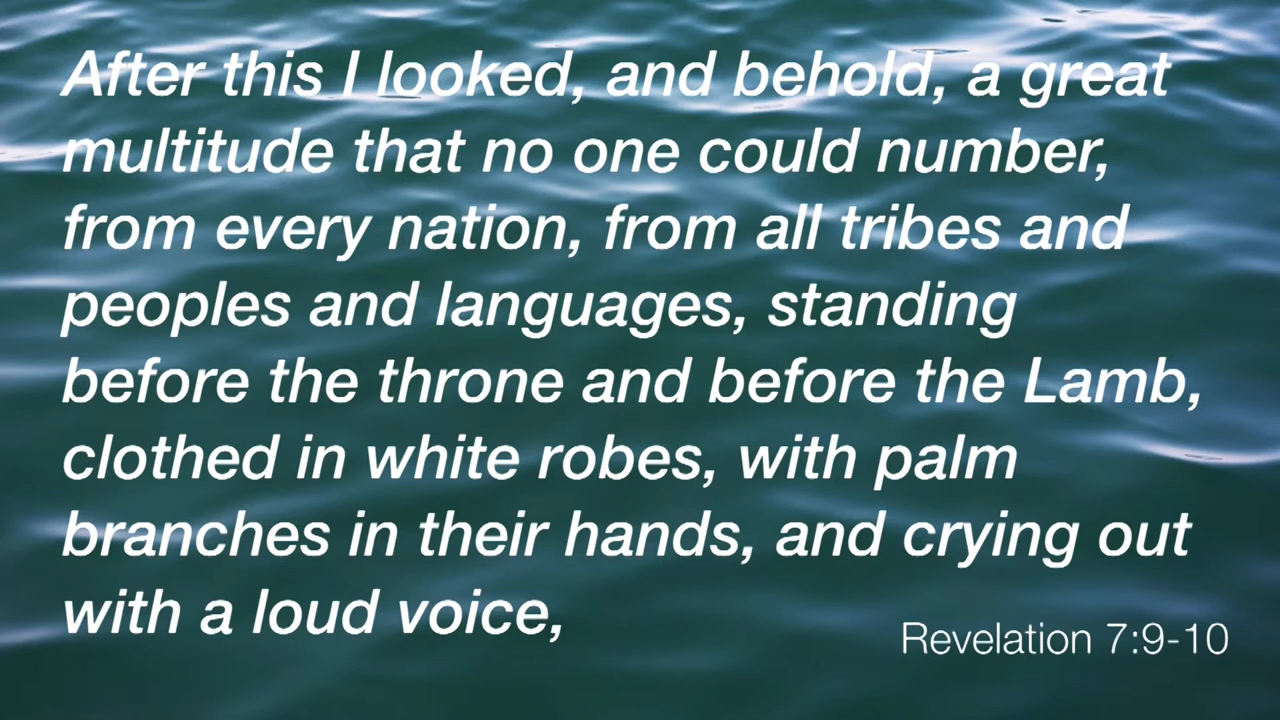 After this I looked, and behold, a great
multitude that no one could number,
from every nation, from all tribes and
peoples and languages, standing
before the throne and before the Lamb,
clothed in white robes, with palm
branches in their hands, and crying out
with a loud voice,
Revelation 7:9-10